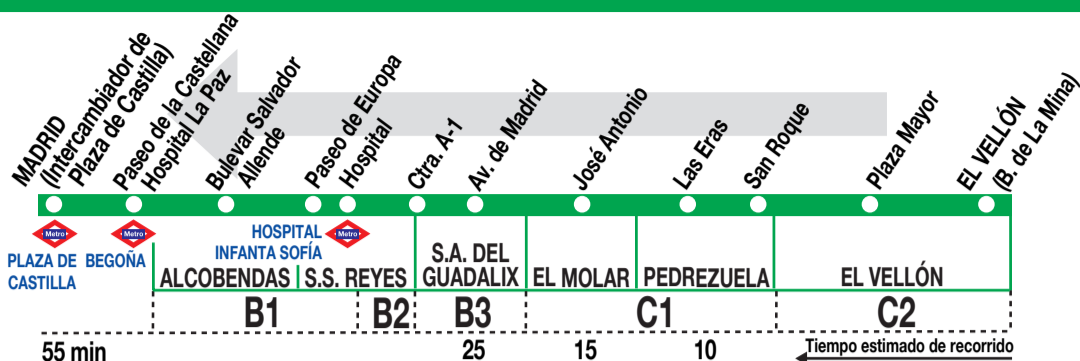 MADRID
(Intercambiador de
Plaza de Castilla)
Paseo de la Castellana
Hospital La Paz
Bulevar Salvador
Allende
Paseo de Europa
Hospital
Ctra. A-1
Av. de Madrid
José Antonio
Las Eras
San Roque
Plaza Mayor
EL VELLÓN
(B. de La Mina)
Metro
Metro
Metro
PLAZA DE
CASTILLA
BEGOÑA
HOSPITAL
INFANTA SOFÍA
ALCOBENDAS
S.S. REYES
S.A. DEL
GUADALIX
EL MOLAR
PEDREZUELA
EL VELLÓN
B1
B2
B3
C1
C2
55 min
25
15
10
Tiempo estimado de recorrido